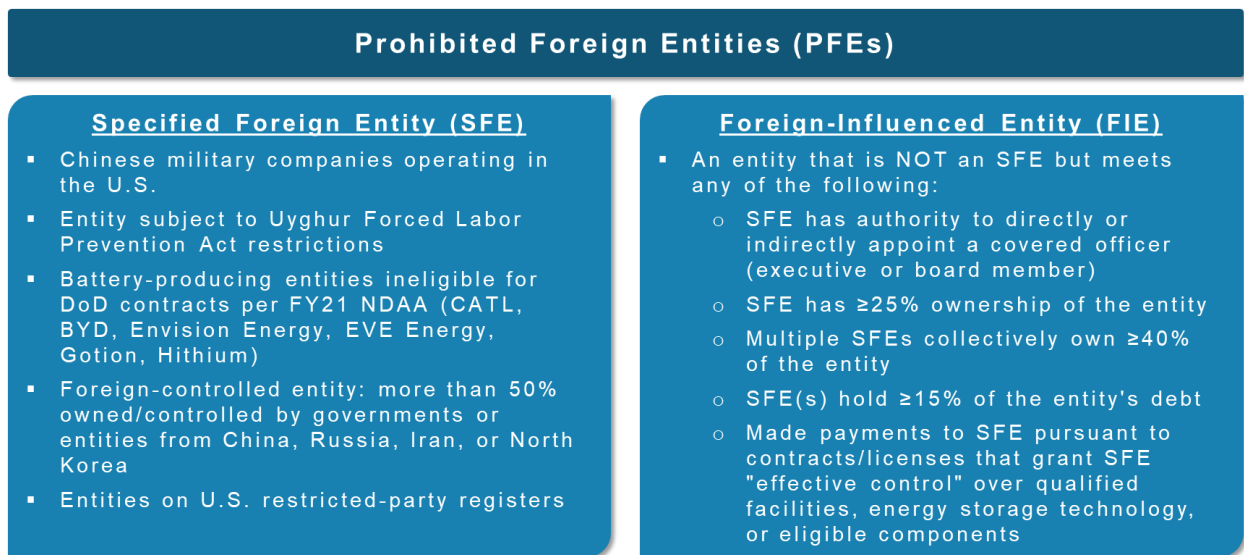 Prohibited Foreign Entities (PFEs)
Specified Foreign Entity (SFE)
▪ Chinese military companies operating in
the U.S.
▪ Entity subject to Uyghur Forced Labor
Prevention Act restrictions
▪ Battery-producing entities ineligible for
DoD contracts per FY21 NDAA (CATL,
BYD, Envision Energy, EVE Energy,
Gotion, Hithium)
▪ Foreign-controlled entity: more than 50%
owned/controlled by governments or
entities from China, Russia, Iran, or North
Korea
▪ Entities on U.S. restricted-party registers
Foreign-Influenced Entity (FIE)
▪ An entity that is NOT an SFE but meets
any of the following:
o SFE has authority to directly or
indirectly appoint a covered officer
(executive or board member)
o SFE has ≥25% ownership of the entity
o Multiple SFEs collectively own ≥40%
of the entity
o SFE(s) hold ≥15% of the entity's debt
o Made payments to SFE pursuant to
contracts/licenses that grant SFE
"effective control" over qualified
facilities, energy storage technology,
or eligible components